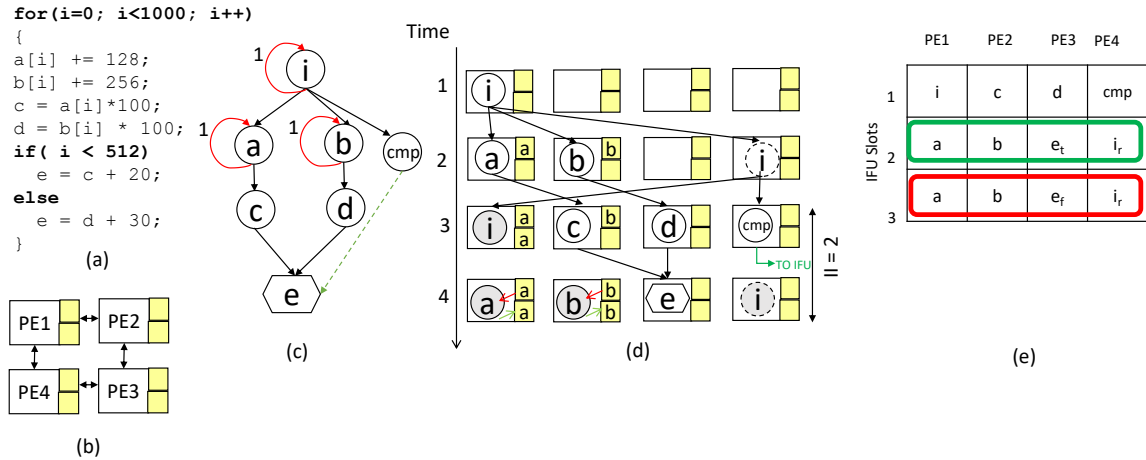 for(i=0; i<1000; i++)
{
a[i] += 128;
b[i] += 256;
c = a[i]*100;
d = b[i] * 100;
if( i < 512)
e = c + 20;
else
e = d + 30;
}
(a)
PE1
PE2
PE4
PE3
(b)
1
i
1
a
1
b
cmp
c
d
e
(c)
Time
1
i
2
a
a
b
b
i
3
i
a
a
c
d
cmp
TO IFU
4
a
a
a
b
b
b
e
i
II = 2
(d)
PE1 PE2 PE3 PE4
IFU Slots
1 i c d cmp
2 a b et ir
3 a b ef ir
(e)